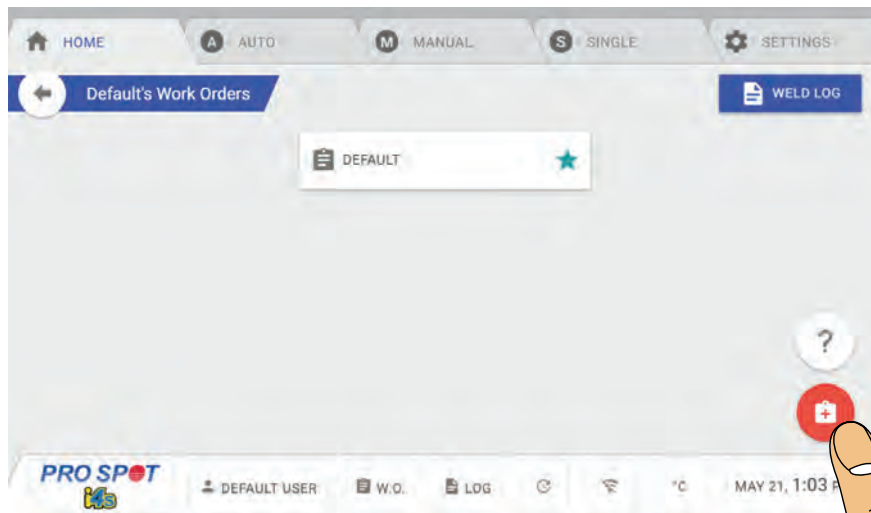 HOME
A AUTO
M MANUAL
S SINGLE
SETTINGS
Default's Work Orders
WELD LOG
DEFAULT
?
PRO SPOT
i4s
DEFAULT USER
W.O.
LOG
°C
MAY 21, 1:03 P